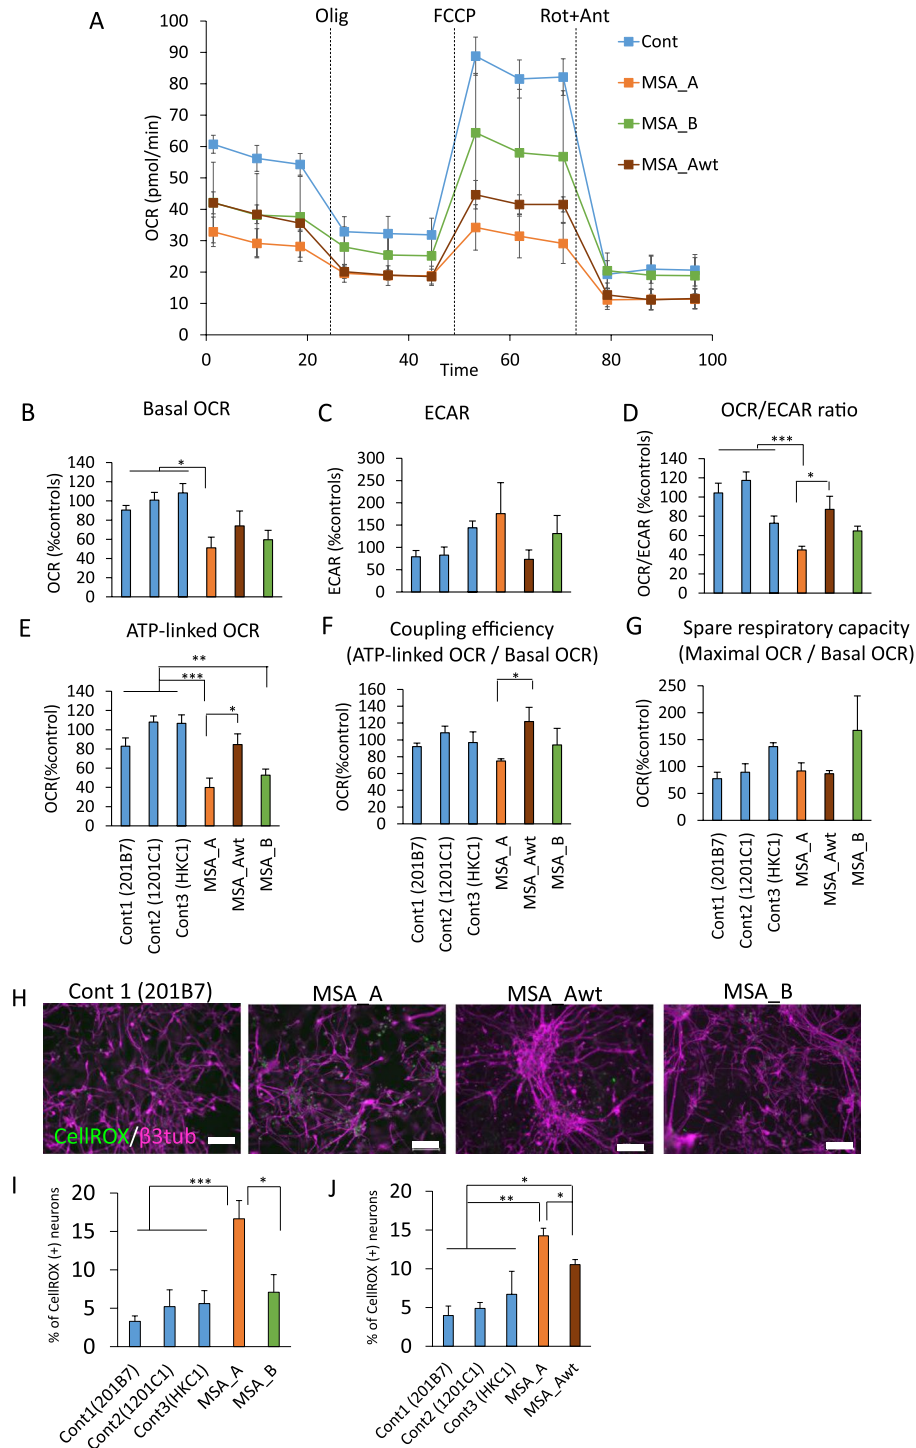 A
Olig
FCCP
Rot+Ant
OCR (pmol/min)
100
90
80
70
60
50
40
30
20
10
0
0
20
40
60
80
100
Time
Cont
MSA_A
MSA_B
MSA_Awt
B
Basal OCR
OCR (%controls)
140
120
100
80
60
40
20
0
*
C
ECAR
ECAR (%controls)
300
250
200
150
100
50
0
D
OCR/ECAR ratio
OCR/ECAR (%controls)
140
120
100
80
60
40
20
0
***
*
E
ATP-linked OCR
OCR(%control)
140
120
100
80
60
40
20
0
**
***
*
Cont1 (201B7)
Cont2 (1201C1)
Cont3 (HKC1)
MSA_A
MSA_Awt
MSA_B
F
Coupling efficiency
(ATP-linked OCR / Basal OCR)
OCR(%control)
160
140
120
100
80
60
40
20
0
*
Cont1 (201B7)
Cont2 (1201C1)
Cont3 (HKC1)
MSA_A
MSA_Awt
MSA_B
G
Spare respiratory capacity
(Maximal OCR / Basal OCR)
OCR(%control)
250
200
150
100
50
0
Cont1 (201B7)
Cont2 (1201C1)
Cont3 (HKC1)
MSA_A
MSA_Awt
MSA_B
H
Cont 1 (201B7)
MSA_A
MSA_Awt
MSA_B
CellROX/β3tub
I
% of CellROX (+) neurons
20
15
10
5
0
***
*
Cont1(201B7)
Cont2(1201C1)
Cont3(HKC1)
MSA_A
MSA_B
J
% of CellROX (+) neurons
20
15
10
5
0
*
**
*
Cont1 (201B7)
Cont2 (1201C1)
Cont3 (HKC1)
MSA_A
MSA_Awt